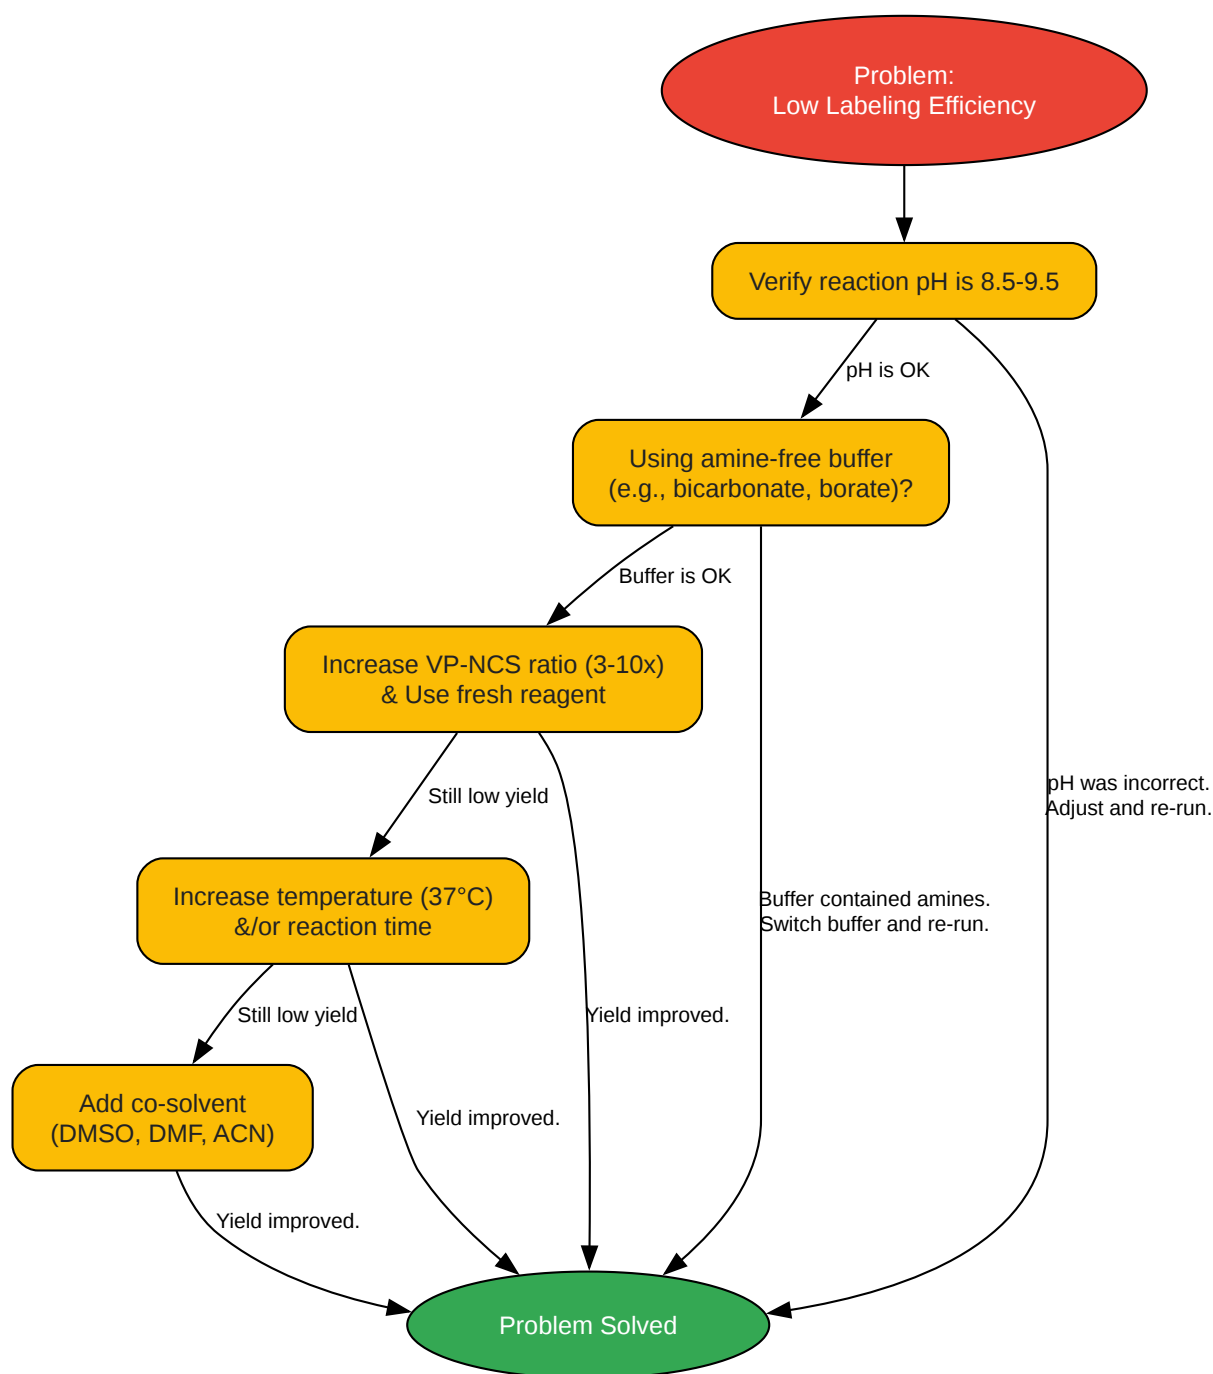 Problem:
Low Labeling Efficiency
Verify reaction pH is 8.5-9.5
pH is OK
Using amine-free buffer
(e.g., bicarbonate, borate)?
Buffer is OK
Increase VP-NCS ratio (3-10x)
& Use fresh reagent
Still low yield
pH was incorrect.
Adjust and re-run.
Increase temperature (37°C)
&/or reaction time
Buffer contained amines.
Switch buffer and re-run.
Still low yield
Yield improved.
Add co-solvent
(DMSO, DMF, ACN)
Yield improved.
Yield improved.
Problem Solved